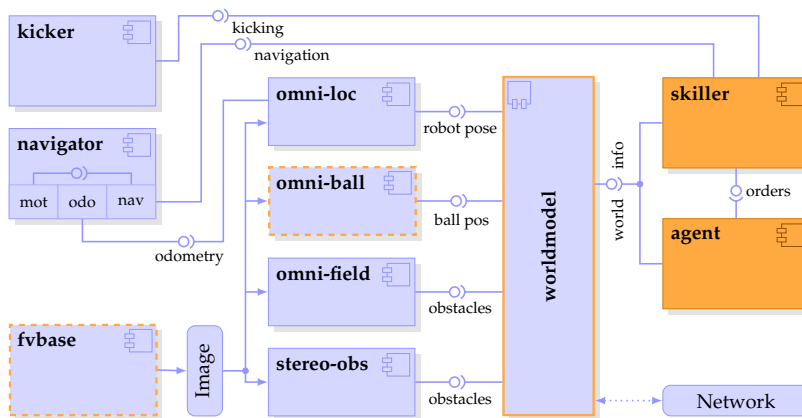 kicker
kicking
navigation
omni-loc
skiller
robot pose
navigator
mot
odo
nav
omni-ball
ball pos
worldmodel
world
info
orders
odometry
omni-field
agent
obstacles
fvbase
Image
stereo-obs
obstacles
Network